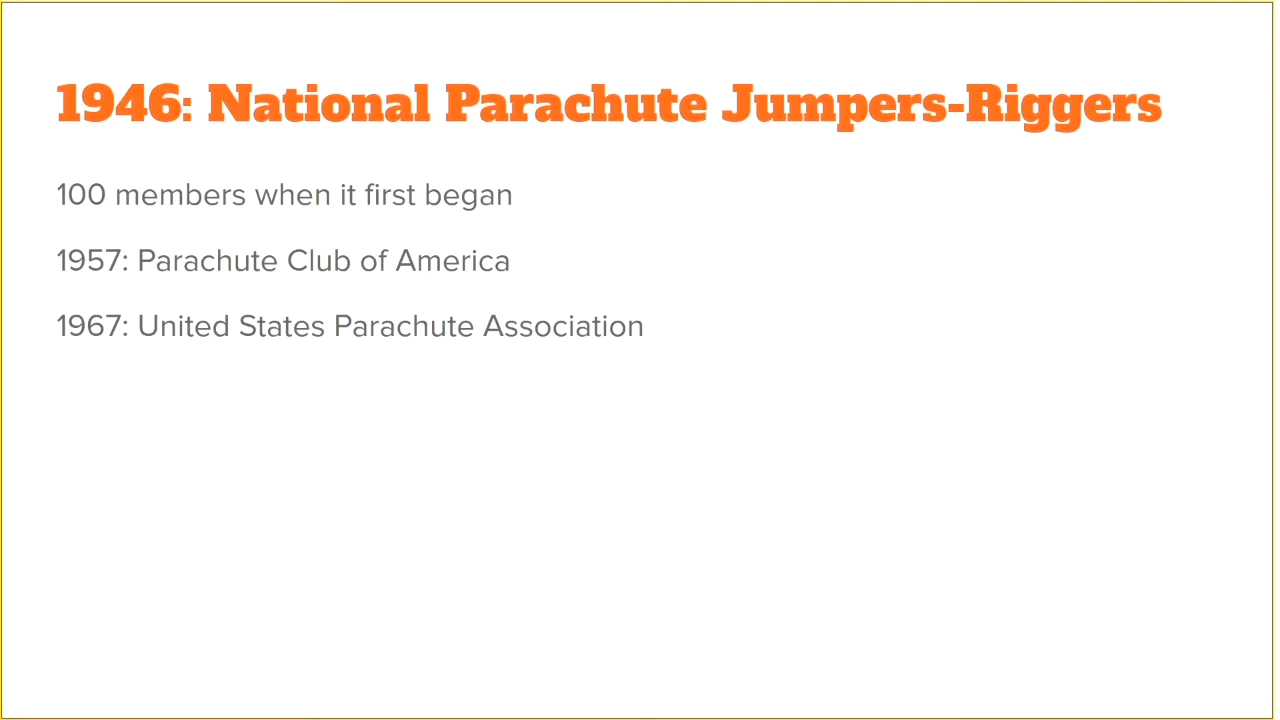 1946: National Parachute Jumpers-Riggers
100 members when it first began
1957: Parachute Club of America
1967: United States Parachute Association